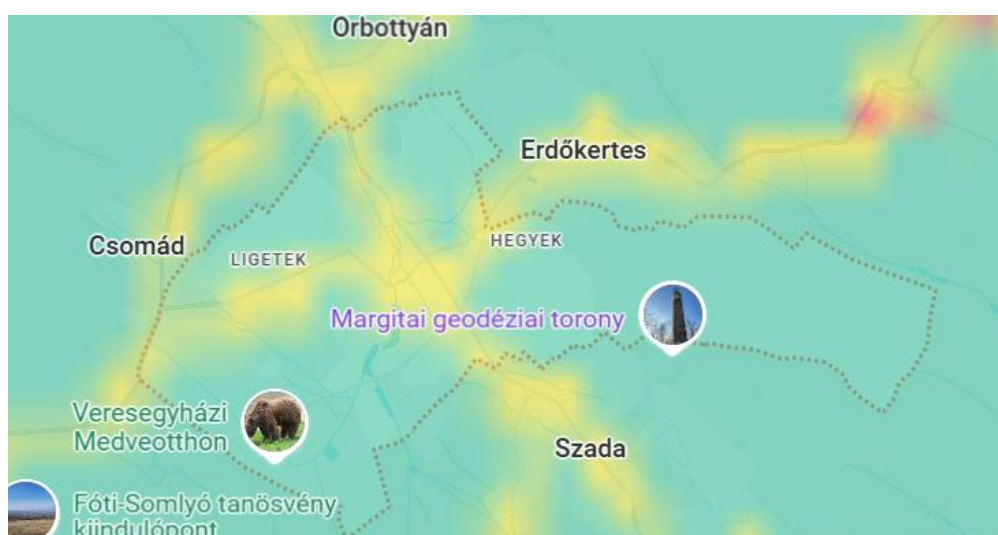 Orbottyán
Erdőkertes
Csomád
LIGETEK
HEGYEK
Margitai geodéziai torony
Veresegyházi
Medveotthon
Szada
Fóti-Somlyó tanösvény
kiindulópont